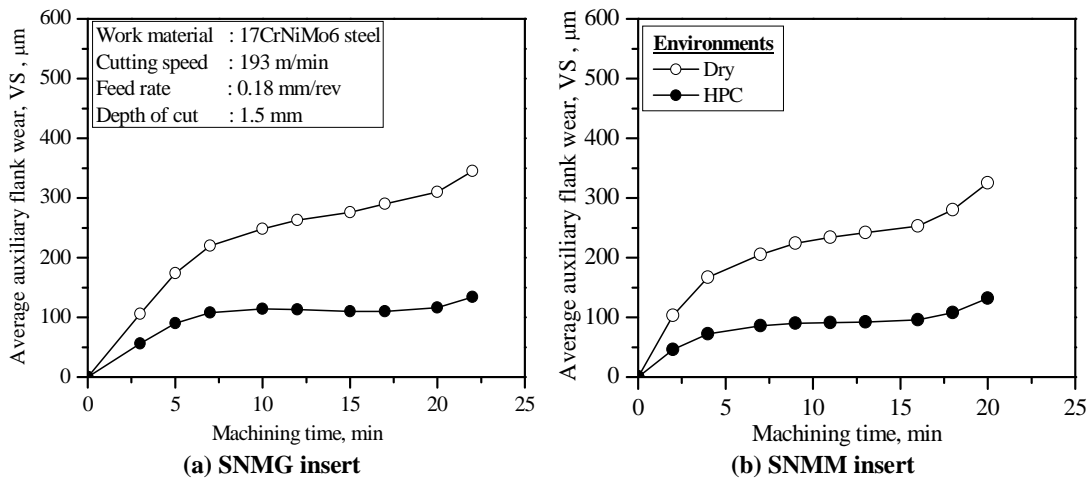 600
500
400
300
200
100
0
Average auxiliary flank wear, VS , μm
Work material : 17CrNiMo6 steel
Cutting speed : 193 m/min
Feed rate : 0.18 mm/rev
Depth of cut : 1.5 mm
0 5 10 15 20 25
Machining time, min
(a) SNMG insert
600
500
400
300
200
100
0
Average auxiliary flank wear, VS , μm
Environments
Dry
HPC
0 5 10 15 20 25
Machining time, min
(b) SNMM insert